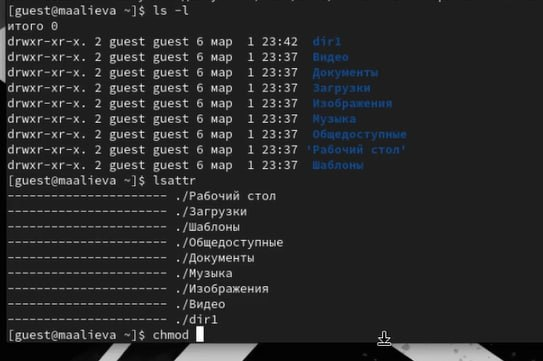 [guest@maalieva ~]$ ls -l
итого 0
drwxr-xr-x. 2 guest guest 6 мар  1 23:42  dir1
drwxr-xr-x. 2 guest guest 6 мар  1 23:37  Видео
drwxr-xr-x. 2 guest guest 6 мар  1 23:37  Документы
drwxr-xr-x. 2 guest guest 6 мар  1 23:37  Загрузки
drwxr-xr-x. 2 guest guest 6 мар  1 23:37  Изображения
drwxr-xr-x. 2 guest guest 6 мар  1 23:37  Музыка
drwxr-xr-x. 2 guest guest 6 мар  1 23:37  Общедоступные
drwxr-xr-x. 2 guest guest 6 мар  1 23:37 'Рабочий стол'
drwxr-xr-x. 2 guest guest 6 мар  1 23:37  Шаблоны
[guest@maalieva ~]$ lsattr
---------------------- ./Рабочий стол
---------------------- ./Загрузки
---------------------- ./Шаблоны
---------------------- ./Общедоступные
---------------------- ./Документы
---------------------- ./Музыка
---------------------- ./Изображения
---------------------- ./Видео
---------------------- ./dir1
[guest@maalieva ~]$ chmod